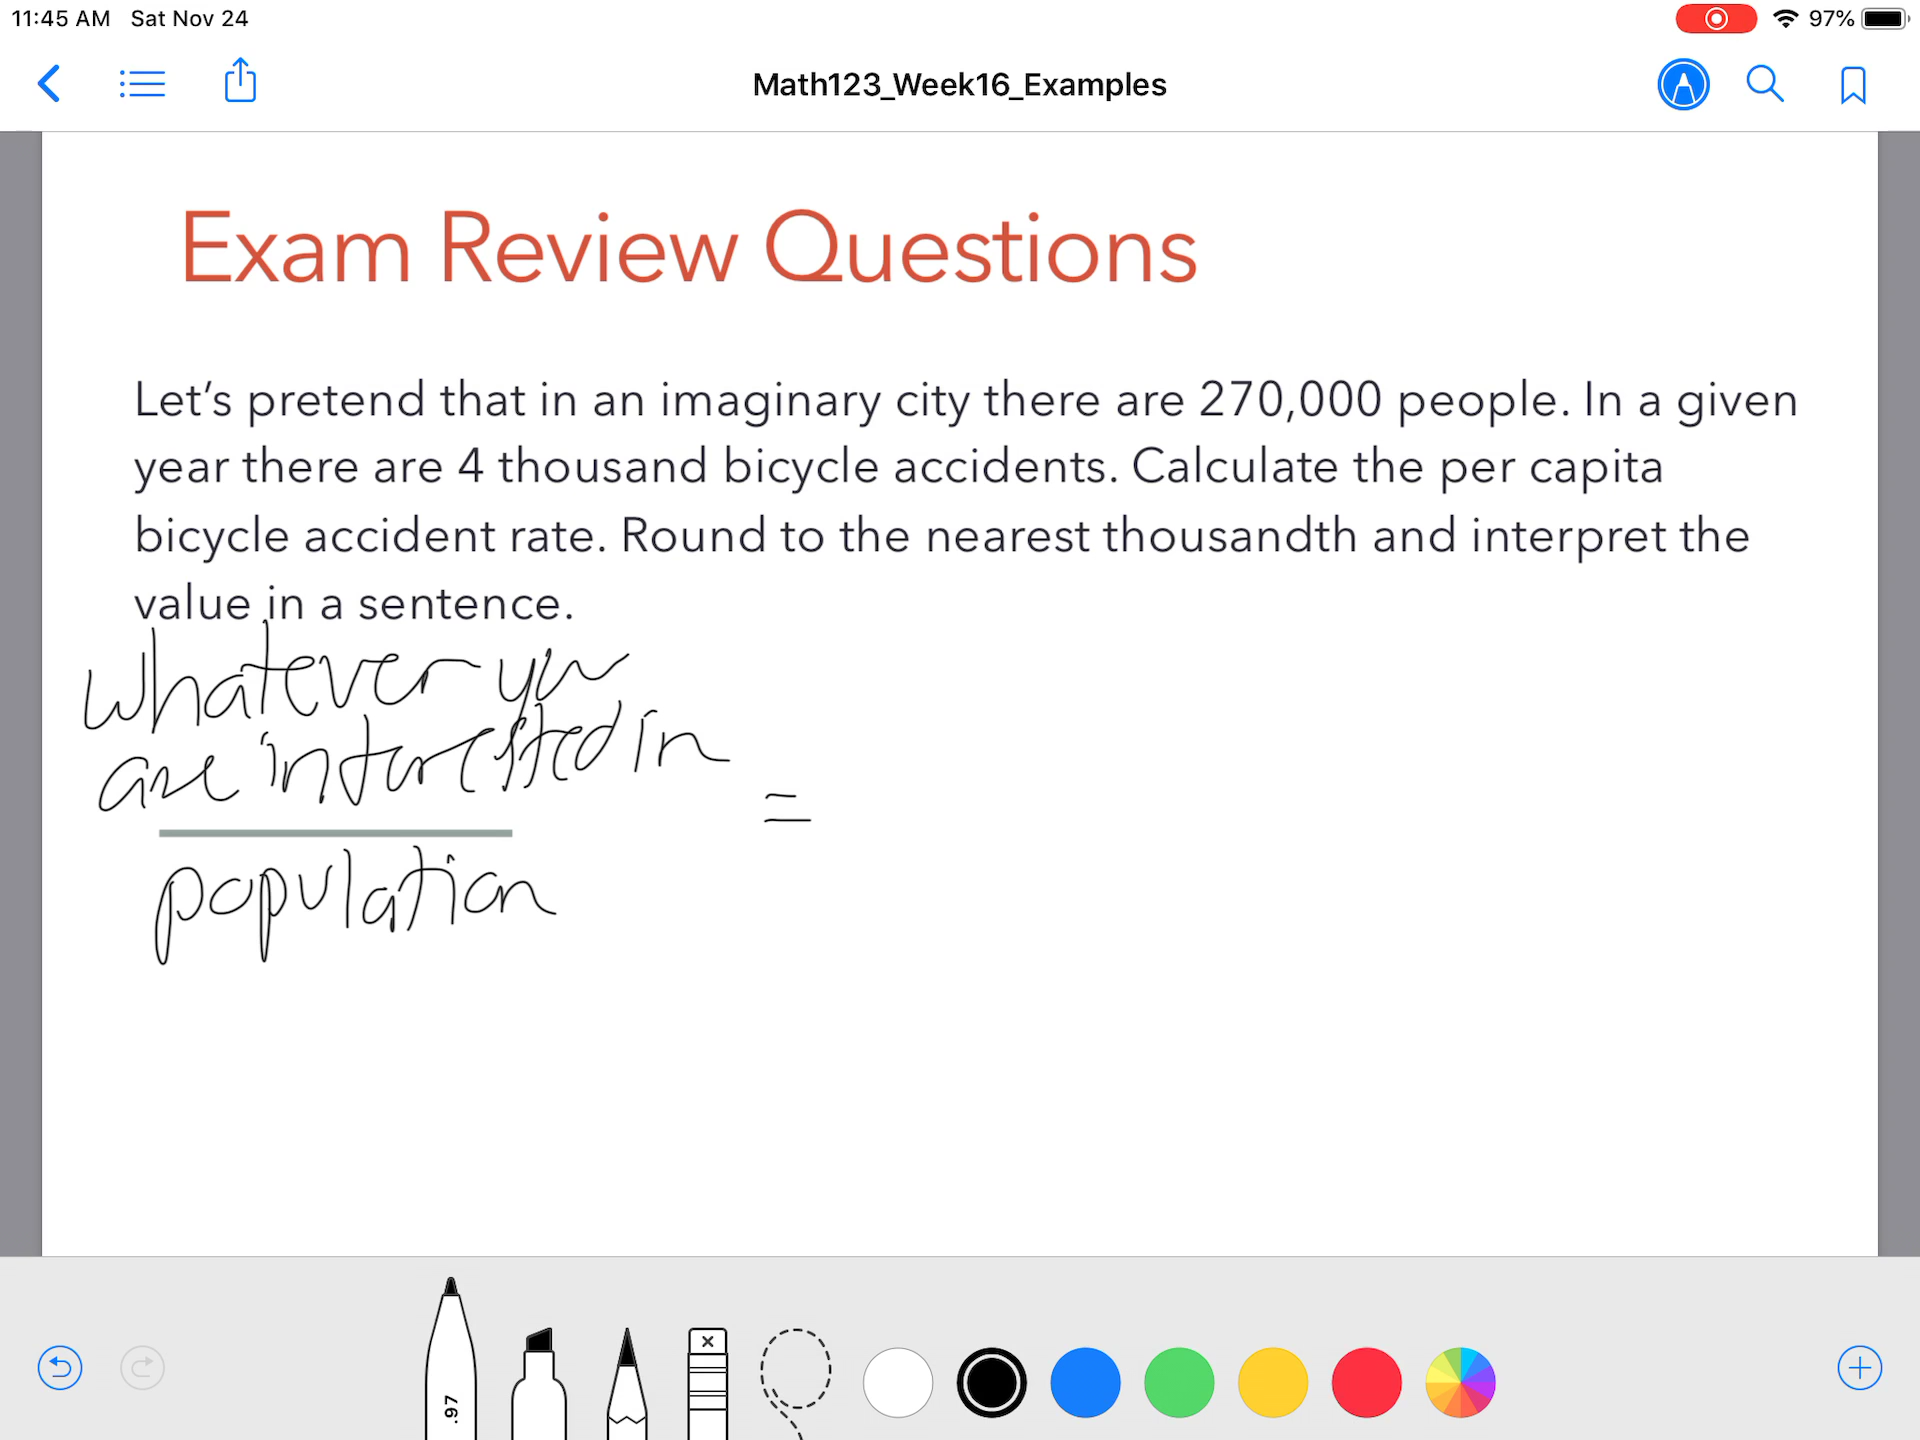 11:45 AM Sat Nov 24 97%
Math123_Week16_Examples
Exam Review Questions
Let's pretend that in an imaginary city there are 270,000 people. In a given
year there are 4 thousand bicycle accidents. Calculate the per capita
bicycle accident rate. Round to the nearest thousandth and interpret the
value in a sentence.
Whatever you
are interested in
=
population
.97